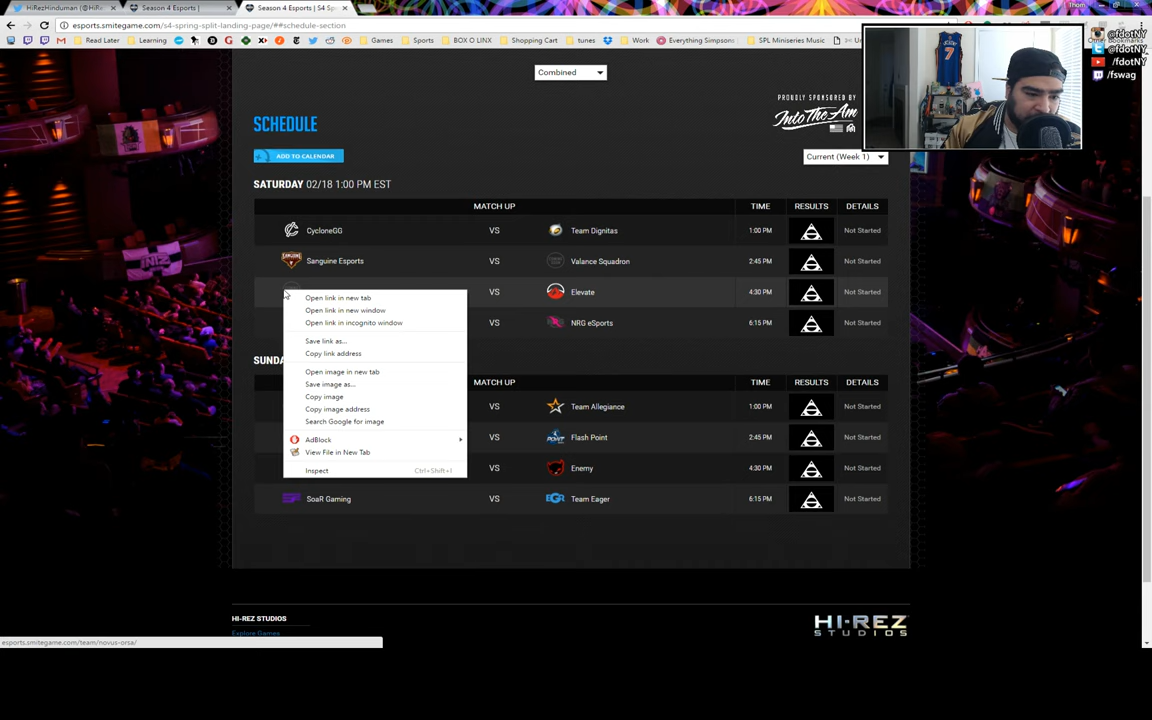 HiRezHinduman (@HiRe
Season 4 Esports |
Season 4 Esports | S4 Sp
Thom
esports.smitegame.com/s4-spring-split-landing-page/##schedule-section
Read Later
Learning
Games
Sports
BOX O LINX
Shopping Cart
tunes
Work
Everything Simpson
SPL Miniseries Music
Combined
@fdotNY
@fdotNY
/fdotNY
/fswag
PROUDLY SPONSORED BY
Into The Am
SCHEDULE
ADD TO CALENDAR
Current (Week 1)
SATURDAY 02/18 1:00 PM EST
MATCH UP TIME RESULTS DETAILS
CycloneGG VS Team Dignitas 1:00 PM Not Started
Sanguine Esports VS Valance Squadron 2:45 PM Not Started
VS Elevate 4:30 PM Not Started
VS NRG eSports 6:15 PM Not Started
Open link in new tab
Open link in new window
Open link in incognito window
Save link as...
Copy link address
Open image in new tab
Save image as...
Copy image
Copy image address
Search Google for image
AdBlock
View File in New Tab
Inspect Ctrl+Shift+I
SUND
MATCH UP TIME RESULTS DETAILS
VS Team Allegiance 1:00 PM Not Started
VS Flash Point 2:45 PM Not Started
VS Enemy 4:30 PM Not Started
SoaR Gaming VS Team Eager 6:15 PM Not Started
HI-REZ STUDIOS
Explore Games
HI-REZ
STUDIOS
esports.smitegame.com/team/novus-orsa/